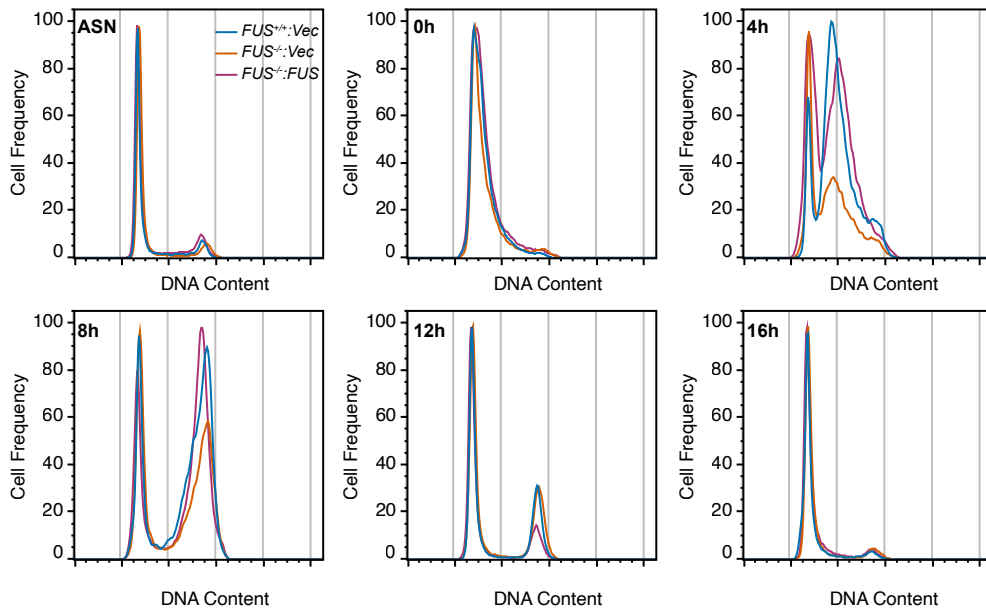 ASN
FUS+/+:Vec
FUS-/-:Vec
FUS-/-:FUS
100
80
60
40
20
0
Cell Frequency
DNA Content
0h
100
80
60
40
20
0
Cell Frequency
DNA Content
4h
100
80
60
40
20
0
Cell Frequency
DNA Content
8h
100
80
60
40
20
0
Cell Frequency
DNA Content
12h
100
80
60
40
20
0
Cell Frequency
DNA Content
16h
100
80
60
40
20
0
Cell Frequency
DNA Content